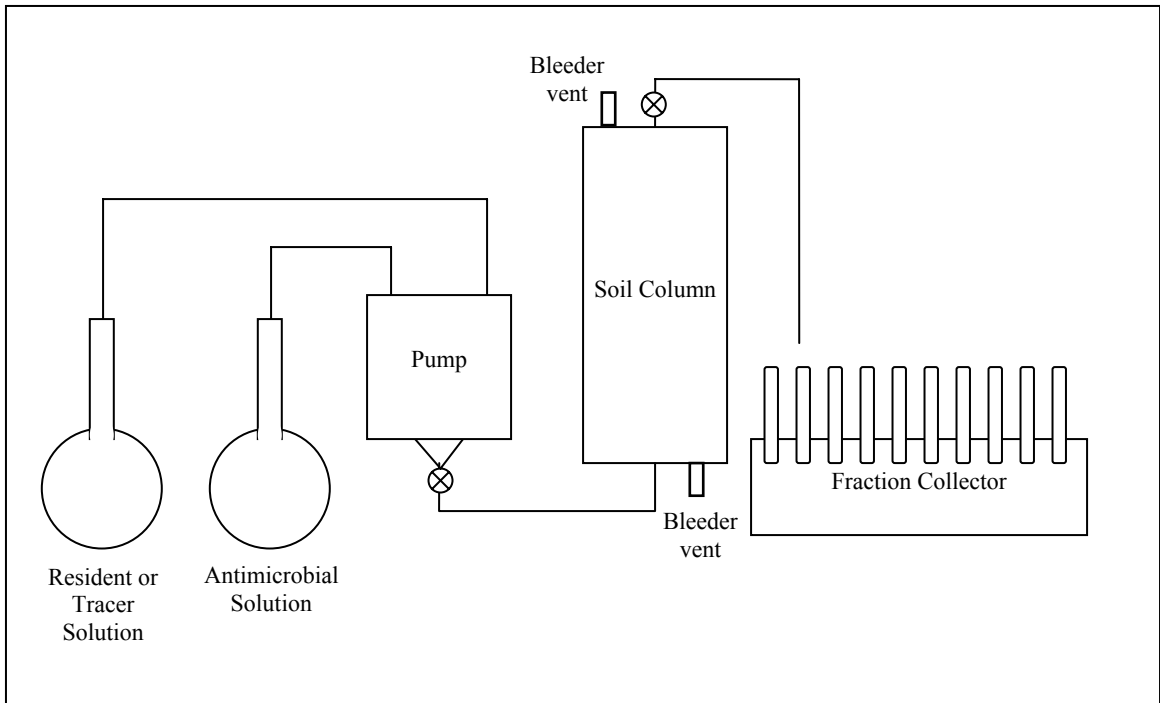 Bleeder
vent
Soil Column
Pump
Fraction Collector
Bleeder
vent
Resident or
Tracer
Solution
Antimicrobial
Solution